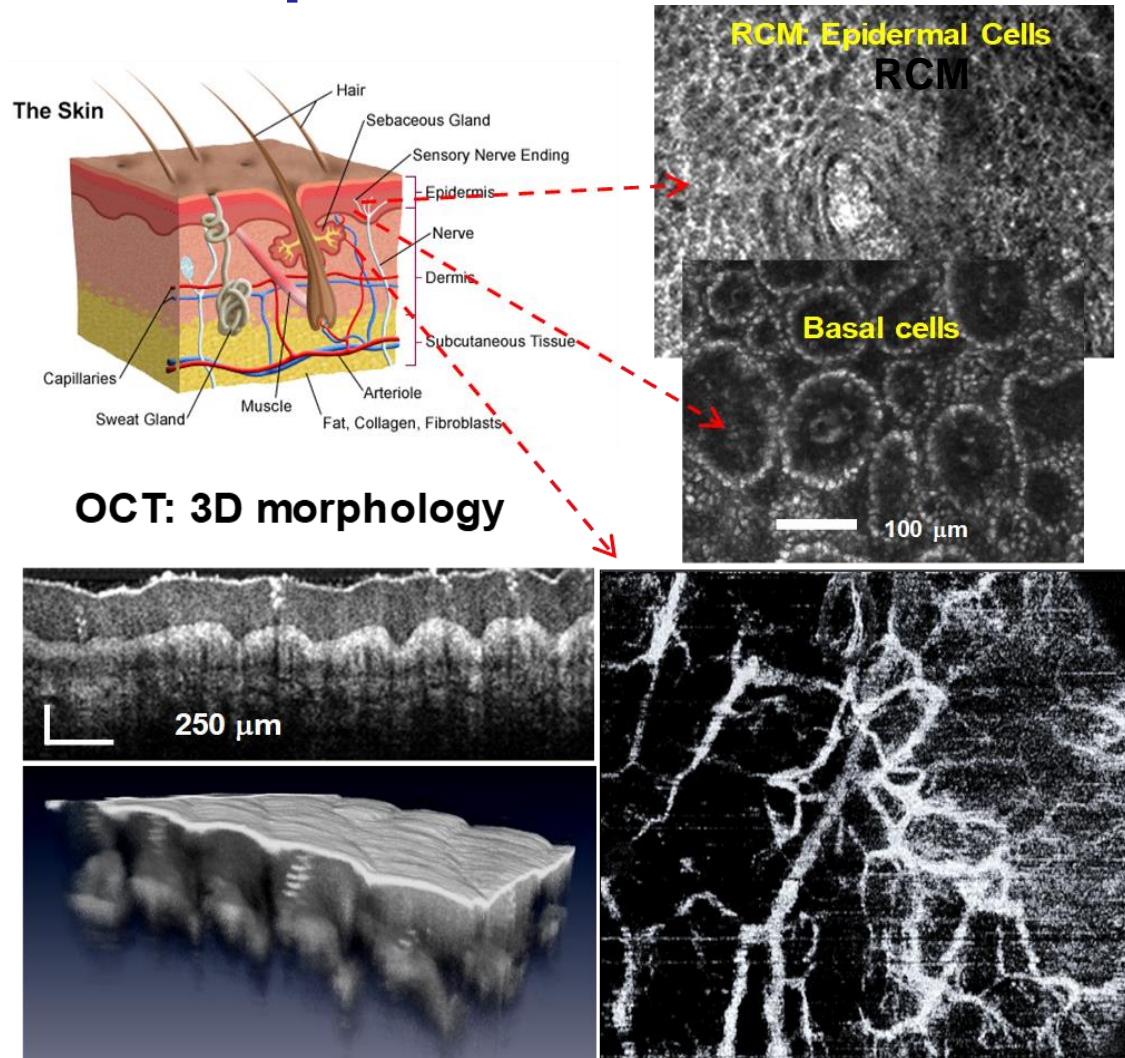 RCM: Epidermal Cells
RCM
The Skin
Hair
Sebaceous Gland
Sensory Nerve Ending
Epidermis
Nerve
Dermis
Subcutaneous Tissue
Capillaries
Sweat Gland
Muscle
Arteriole
Fat, Collagen, Fibroblasts
Basal cells
100 μm
OCT: 3D morphology
250 μm